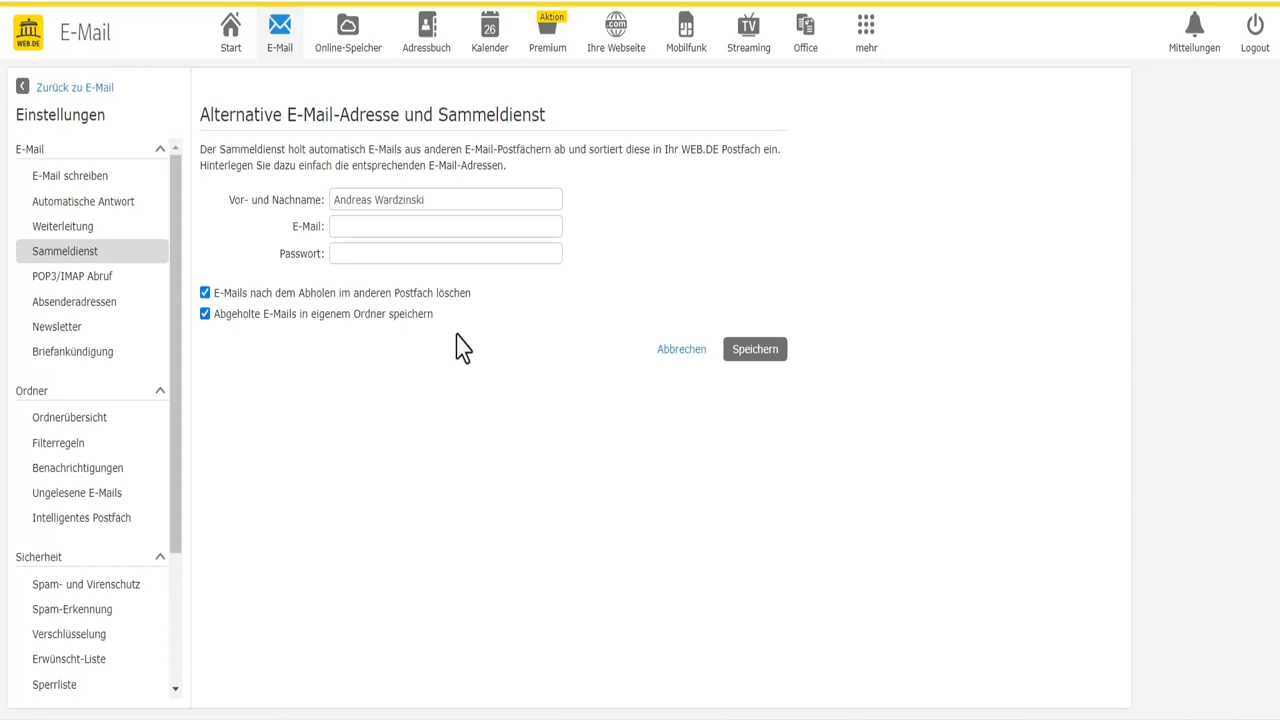 WEB.DE
E-Mail
Start
E-Mail
Online-Speicher
Adressbuch
26
Kalender
Aktion
Premium
.com
Ihre Webseite
Mobilfunk
TV
Streaming
Office
mehr
Mitteilungen
Logout
Zurück zu E-Mail
Einstellungen
E-Mail
E-Mail schreiben
Automatische Antwort
Weiterleitung
Sammeldienst
POP3/IMAP Abruf
Absenderadressen
Newsletter
Briefankündigung
Ordner
Ordnerübersicht
Filterregeln
Benachrichtigungen
Ungelesene E-Mails
Intelligentes Postfach
Sicherheit
Spam- und Virenschutz
Spam-Erkennung
Verschlüsselung
Erwünscht-Liste
Sperrliste
Alternative E-Mail-Adresse und Sammeldienst
Der Sammeldienst holt automatisch E-Mails aus anderen E-Mail-Postfächern ab und sortiert diese in Ihr WEB.DE Postfach ein.
Hinterlegen Sie dazu einfach die entsprechenden E-Mail-Adressen.
Vor- und Nachname: Andreas Wardzinski
E-Mail:
Passwort:
E-Mails nach dem Abholen im anderen Postfach löschen
Abgeholte E-Mails in eigenem Ordner speichern
Abbrechen
Speichern